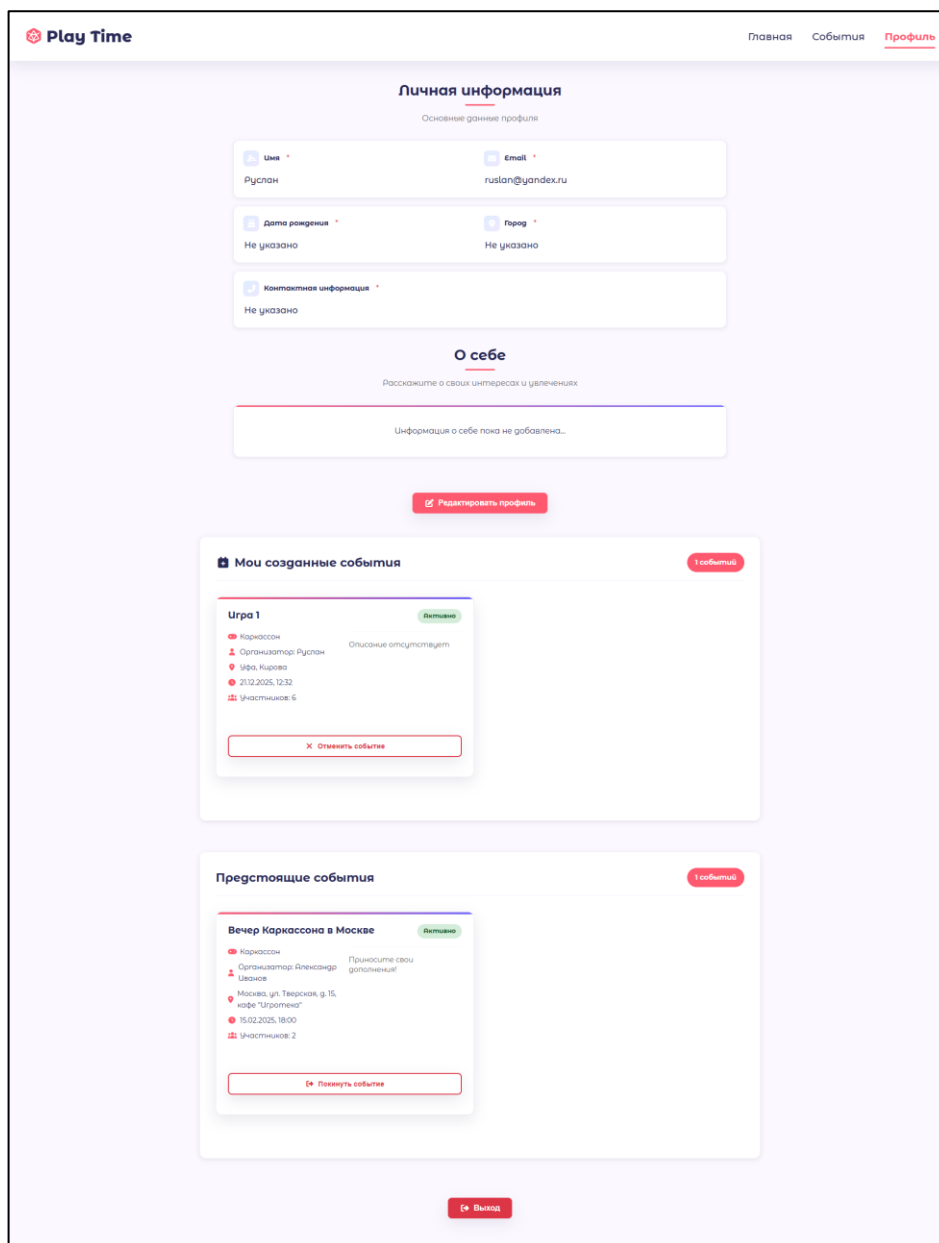 Play Time
Главная События Профиль
Личная информация
Основные данные профиля
Имя * Email *
Руслан ruslan@yandex.ru
Дата рождения * Город *
Не указано Не указано
Контактная информация *
Не указано
О себе
Расскажите о своих интересах и увлечениях
Информация о себе пока не добавлена...
Редактировать профиль
Мои созданные события 1 событий
Игра 1 Активно
Каркассон
Описание отсутствует
Организатор: Руслан
Уфа, Кирова
21.12.2025, 12:32
Участников: 6
Отменить событие
Предстоящие события 1 событий
Вечер Каркассона в Москве Активно
Каркассон
Приносите свои
дополнения!
Организатор: Александр
Иванов
Москва, ул. Тверская, д. 15,
кафе "Игротека"
15.02.2025, 18:00
Участников: 2
Покинуть событие
Выход